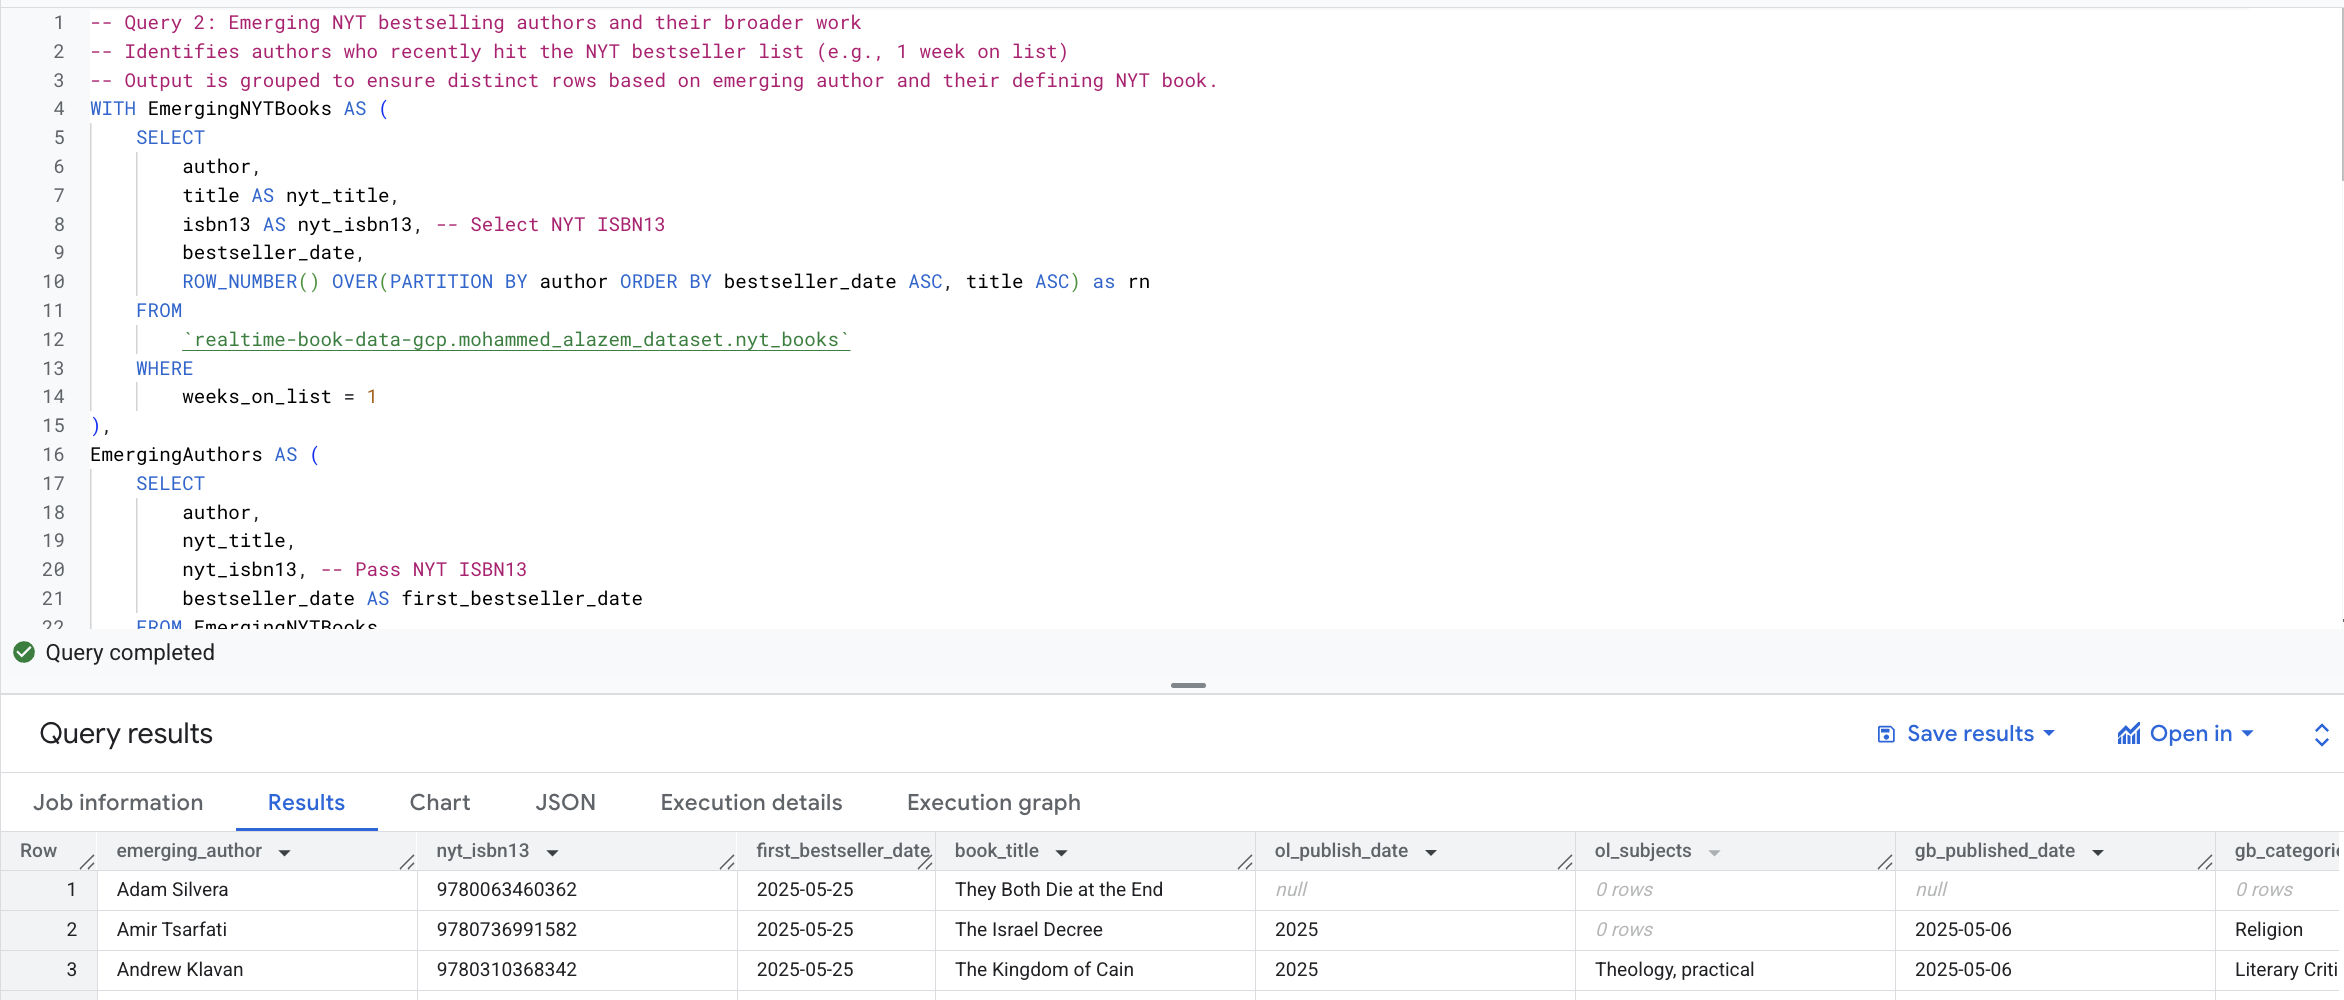 1 -- Query 2: Emerging NYT bestselling authors and their broader work
2 -- Identifies authors who recently hit the NYT bestseller list (e.g., 1 week on list)
3 -- Output is grouped to ensure distinct rows based on emerging author and their defining NYT book.
4 WITH EmergingNYTBooks AS (
5 SELECT
6 author,
7 title AS nyt_title,
8 isbn13 AS nyt_isbn13, -- Select NYT ISBN13
9 bestseller_date,
10 ROW_NUMBER() OVER(PARTITION BY author ORDER BY bestseller_date ASC, title ASC) as rn
11 FROM
12 `realtime-book-data-gcp.mohammed_alazem_dataset.nyt_books`
13 WHERE
14 weeks_on_list = 1
15 ),
16 EmergingAuthors AS (
17 SELECT
18 author,
19 nyt_title,
20 nyt_isbn13, -- Pass NYT ISBN13
21 bestseller_date AS first_bestseller_date
22 FROM EmergingNYTBooks
Query completed
Query results Save results Open in
Job information Results Chart JSON Execution details Execution graph
Row emerging_author nyt_isbn13 first_bestseller_date book_title ol_publish_date ol_subjects gb_published_date gb_categori
1 Adam Silvera 9780063460362 2025-05-25 They Both Die at the End null 0 rows null 0 rows
2 Amir Tsarfati 9780736991582 2025-05-25 The Israel Decree 2025 0 rows 2025-05-06 Religion
3 Andrew Klavan 9780310368342 2025-05-25 The Kingdom of Cain 2025 Theology, practical 2025-05-06 Literary Criti